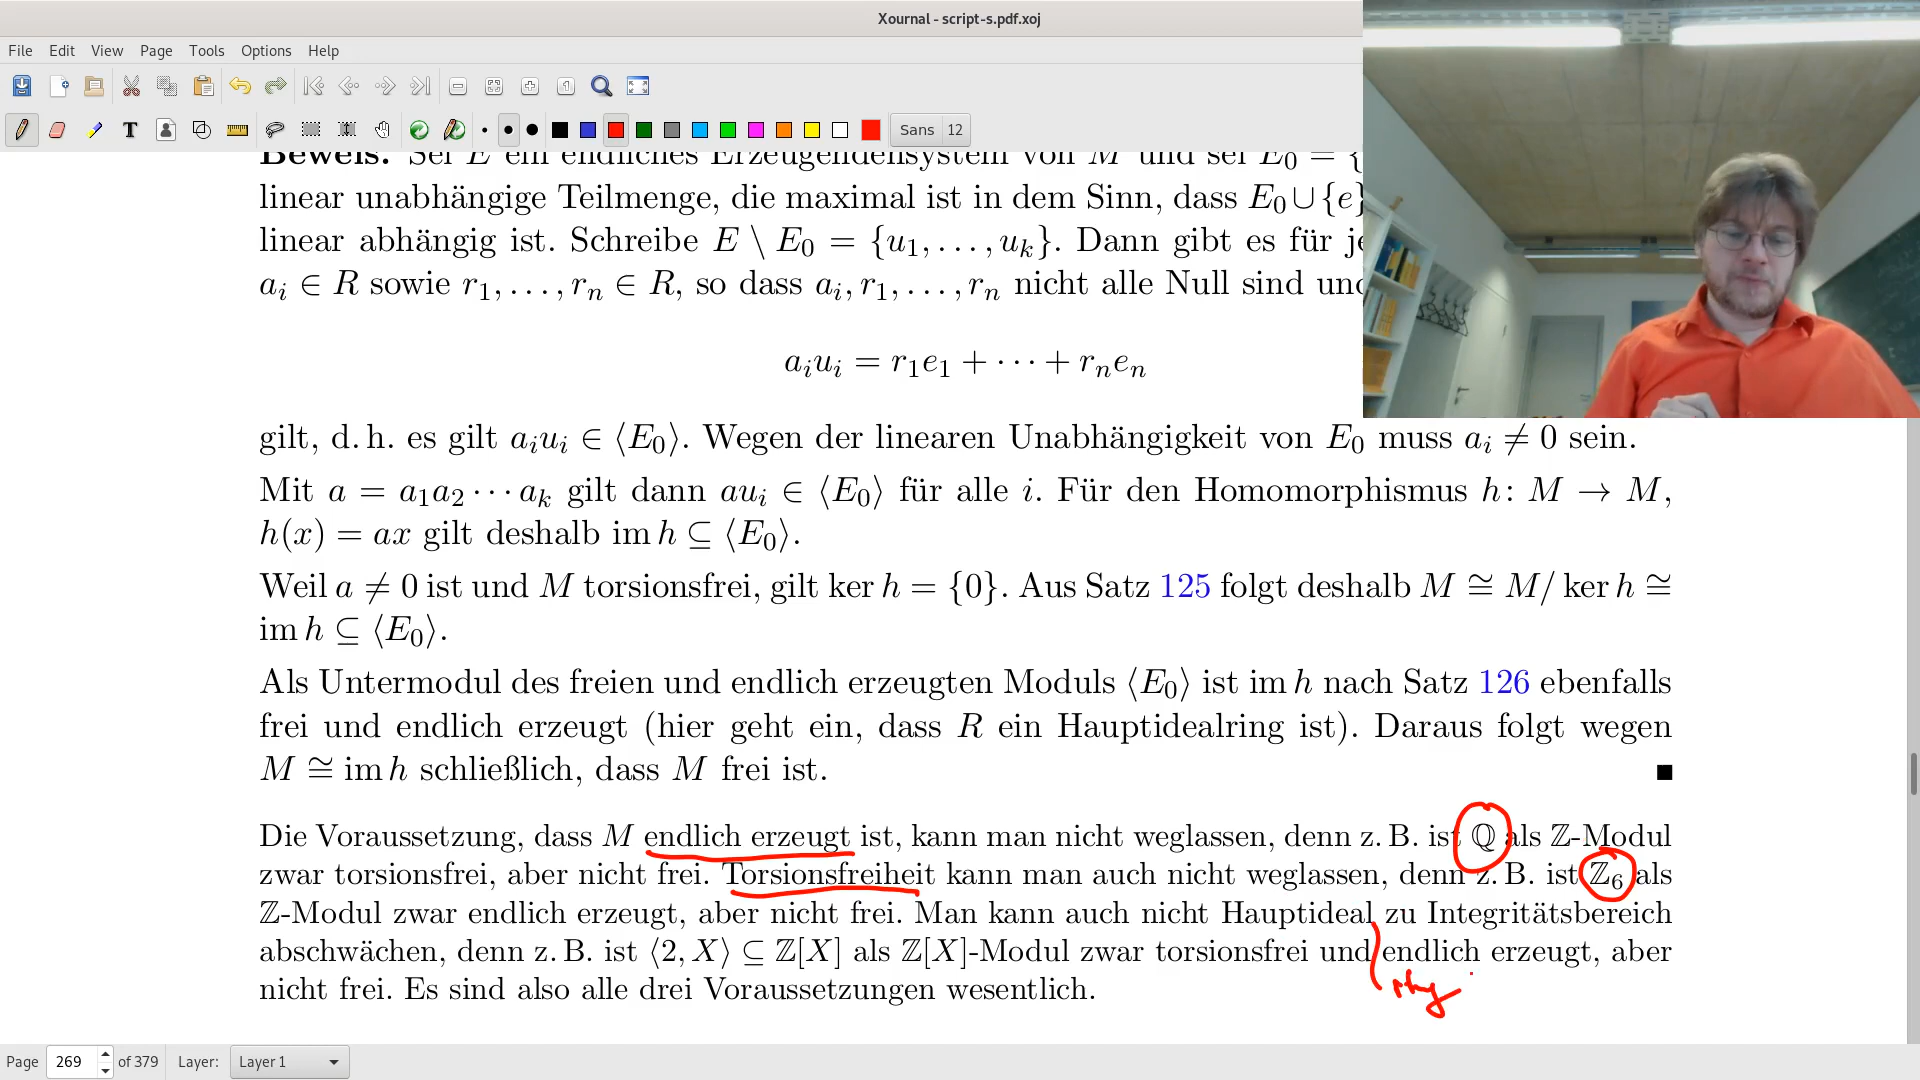 Xournal - script-s.pdf.xoj
File Edit View Page Tools Options Help
Sans 12
Beweis. Sei E ein endliches Erzeugendensystem von M und sei E₀ = {
linear unabhängige Teilmenge, die maximal ist in dem Sinn, dass E₀ ∪ {e}
linear abhängig ist. Schreibe E \ E₀ = {u₁, …, uₖ}. Dann gibt es für
aᵢ ∈ R sowie r₁, …, rₙ ∈ R, so dass aᵢ, r₁, …, rₙ nicht alle Null sind
aᵢuᵢ = r₁e₁ + ⋯ + rₙeₙ
gilt, d. h. es gilt aᵢuᵢ ∈ ⟨E₀⟩. Wegen der linearen Unabhängigkeit von E₀ muss aᵢ ≠ 0 sein.
Mit a = a₁a₂ ⋯ aₖ gilt dann auᵢ ∈ ⟨E₀⟩ für alle i. Für den Homomorphismus h: M → M,
h(x) = ax gilt deshalb im h ⊆ ⟨E₀⟩.
Weil a ≠ 0 ist und M torsionsfrei, gilt ker h = {0}. Aus Satz 125 folgt deshalb M ≅ M/ ker h ≅
im h ⊆ ⟨E₀⟩.
Als Untermodul des freien und endlich erzeugten Moduls ⟨E₀⟩ ist im h nach Satz 126 ebenfalls
frei und endlich erzeugt (hier geht ein, dass R ein Hauptidealring ist). Daraus folgt wegen
M ≅ im h schließlich, dass M frei ist. ■
Die Voraussetzung, dass M endlich erzeugt ist, kann man nicht weglassen, denn z. B. ist ℚ als ℤ-Modul
zwar torsionsfrei, aber nicht frei. Torsionsfreiheit kann man auch nicht weglassen, denn z. B. ist ℤ₆ als
ℤ-Modul zwar endlich erzeugt, aber nicht frei. Man kann auch nicht Hauptideal zu Integritätsbereich
abschwächen, denn z. B. ist ⟨2, X⟩ ⊆ ℤ[X] als ℤ[X]-Modul zwar torsionsfrei und endlich erzeugt, aber
nicht frei. Es sind also alle drei Voraussetzungen wesentlich.
Page 269 of 379 Layer: Layer 1